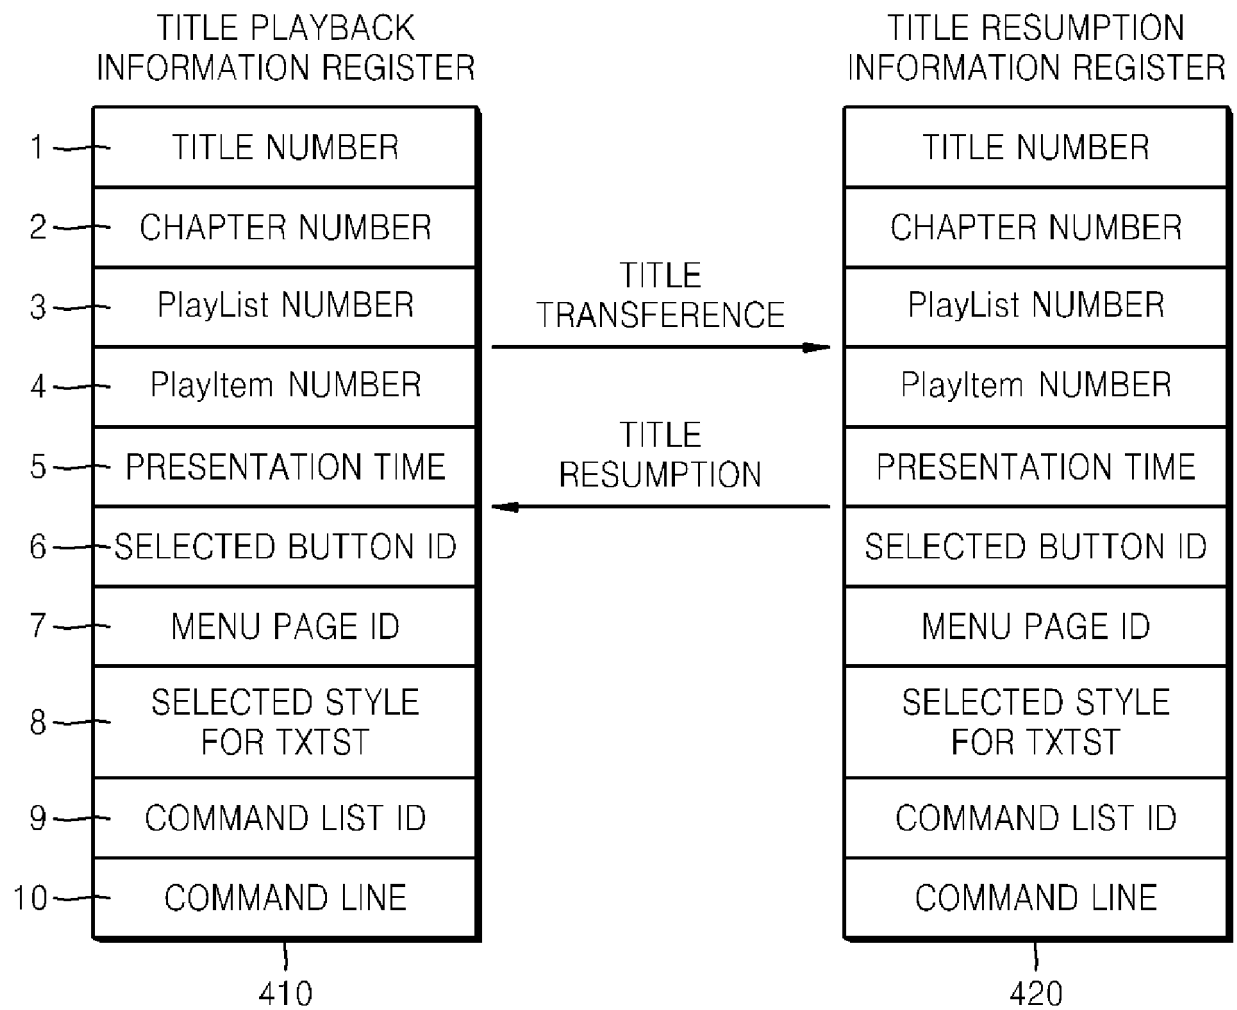 TITLE PLAYBACK
INFORMATION REGISTER
1
TITLE NUMBER
2
CHAPTER NUMBER
3
PlayList NUMBER
4
PlayItem NUMBER
5
PRESENTATION TIME
6
SELECTED BUTTON ID
7
MENU PAGE ID
8
SELECTED STYLE
FOR TXTST
9
COMMAND LIST ID
10
COMMAND LINE
410
TITLE
TRANSFERENCE
TITLE
RESUMPTION
TITLE RESUMPTION
INFORMATION REGISTER
TITLE NUMBER
CHAPTER NUMBER
PlayList NUMBER
PlayItem NUMBER
PRESENTATION TIME
SELECTED BUTTON ID
MENU PAGE ID
SELECTED STYLE
FOR TXTST
COMMAND LIST ID
COMMAND LINE
420